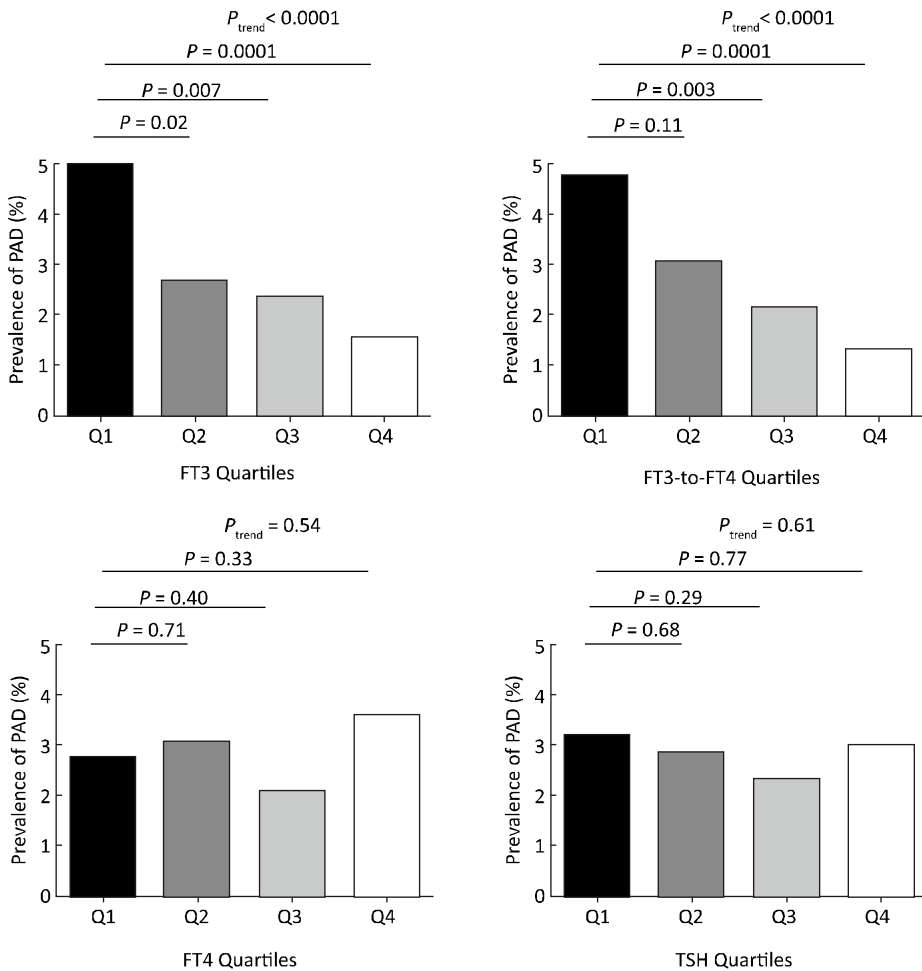 Ptrend< 0.0001
P = 0.0001
P = 0.007
P = 0.02
Prevalence of PAD (%)
5
4
3
2
1
0
Q1 Q2 Q3 Q4
FT3 Quartiles
Ptrend< 0.0001
P = 0.0001
P = 0.003
P = 0.11
Prevalence of PAD (%)
5
4
3
2
1
0
Q1 Q2 Q3 Q4
FT3-to-FT4 Quartiles
Ptrend = 0.54
P = 0.33
P = 0.40
P = 0.71
Prevalence of PAD (%)
5
4
3
2
1
0
Q1 Q2 Q3 Q4
FT4 Quartiles
Ptrend = 0.61
P = 0.77
P = 0.29
P = 0.68
Prevalence of PAD (%)
5
4
3
2
1
0
Q1 Q2 Q3 Q4
TSH Quartiles